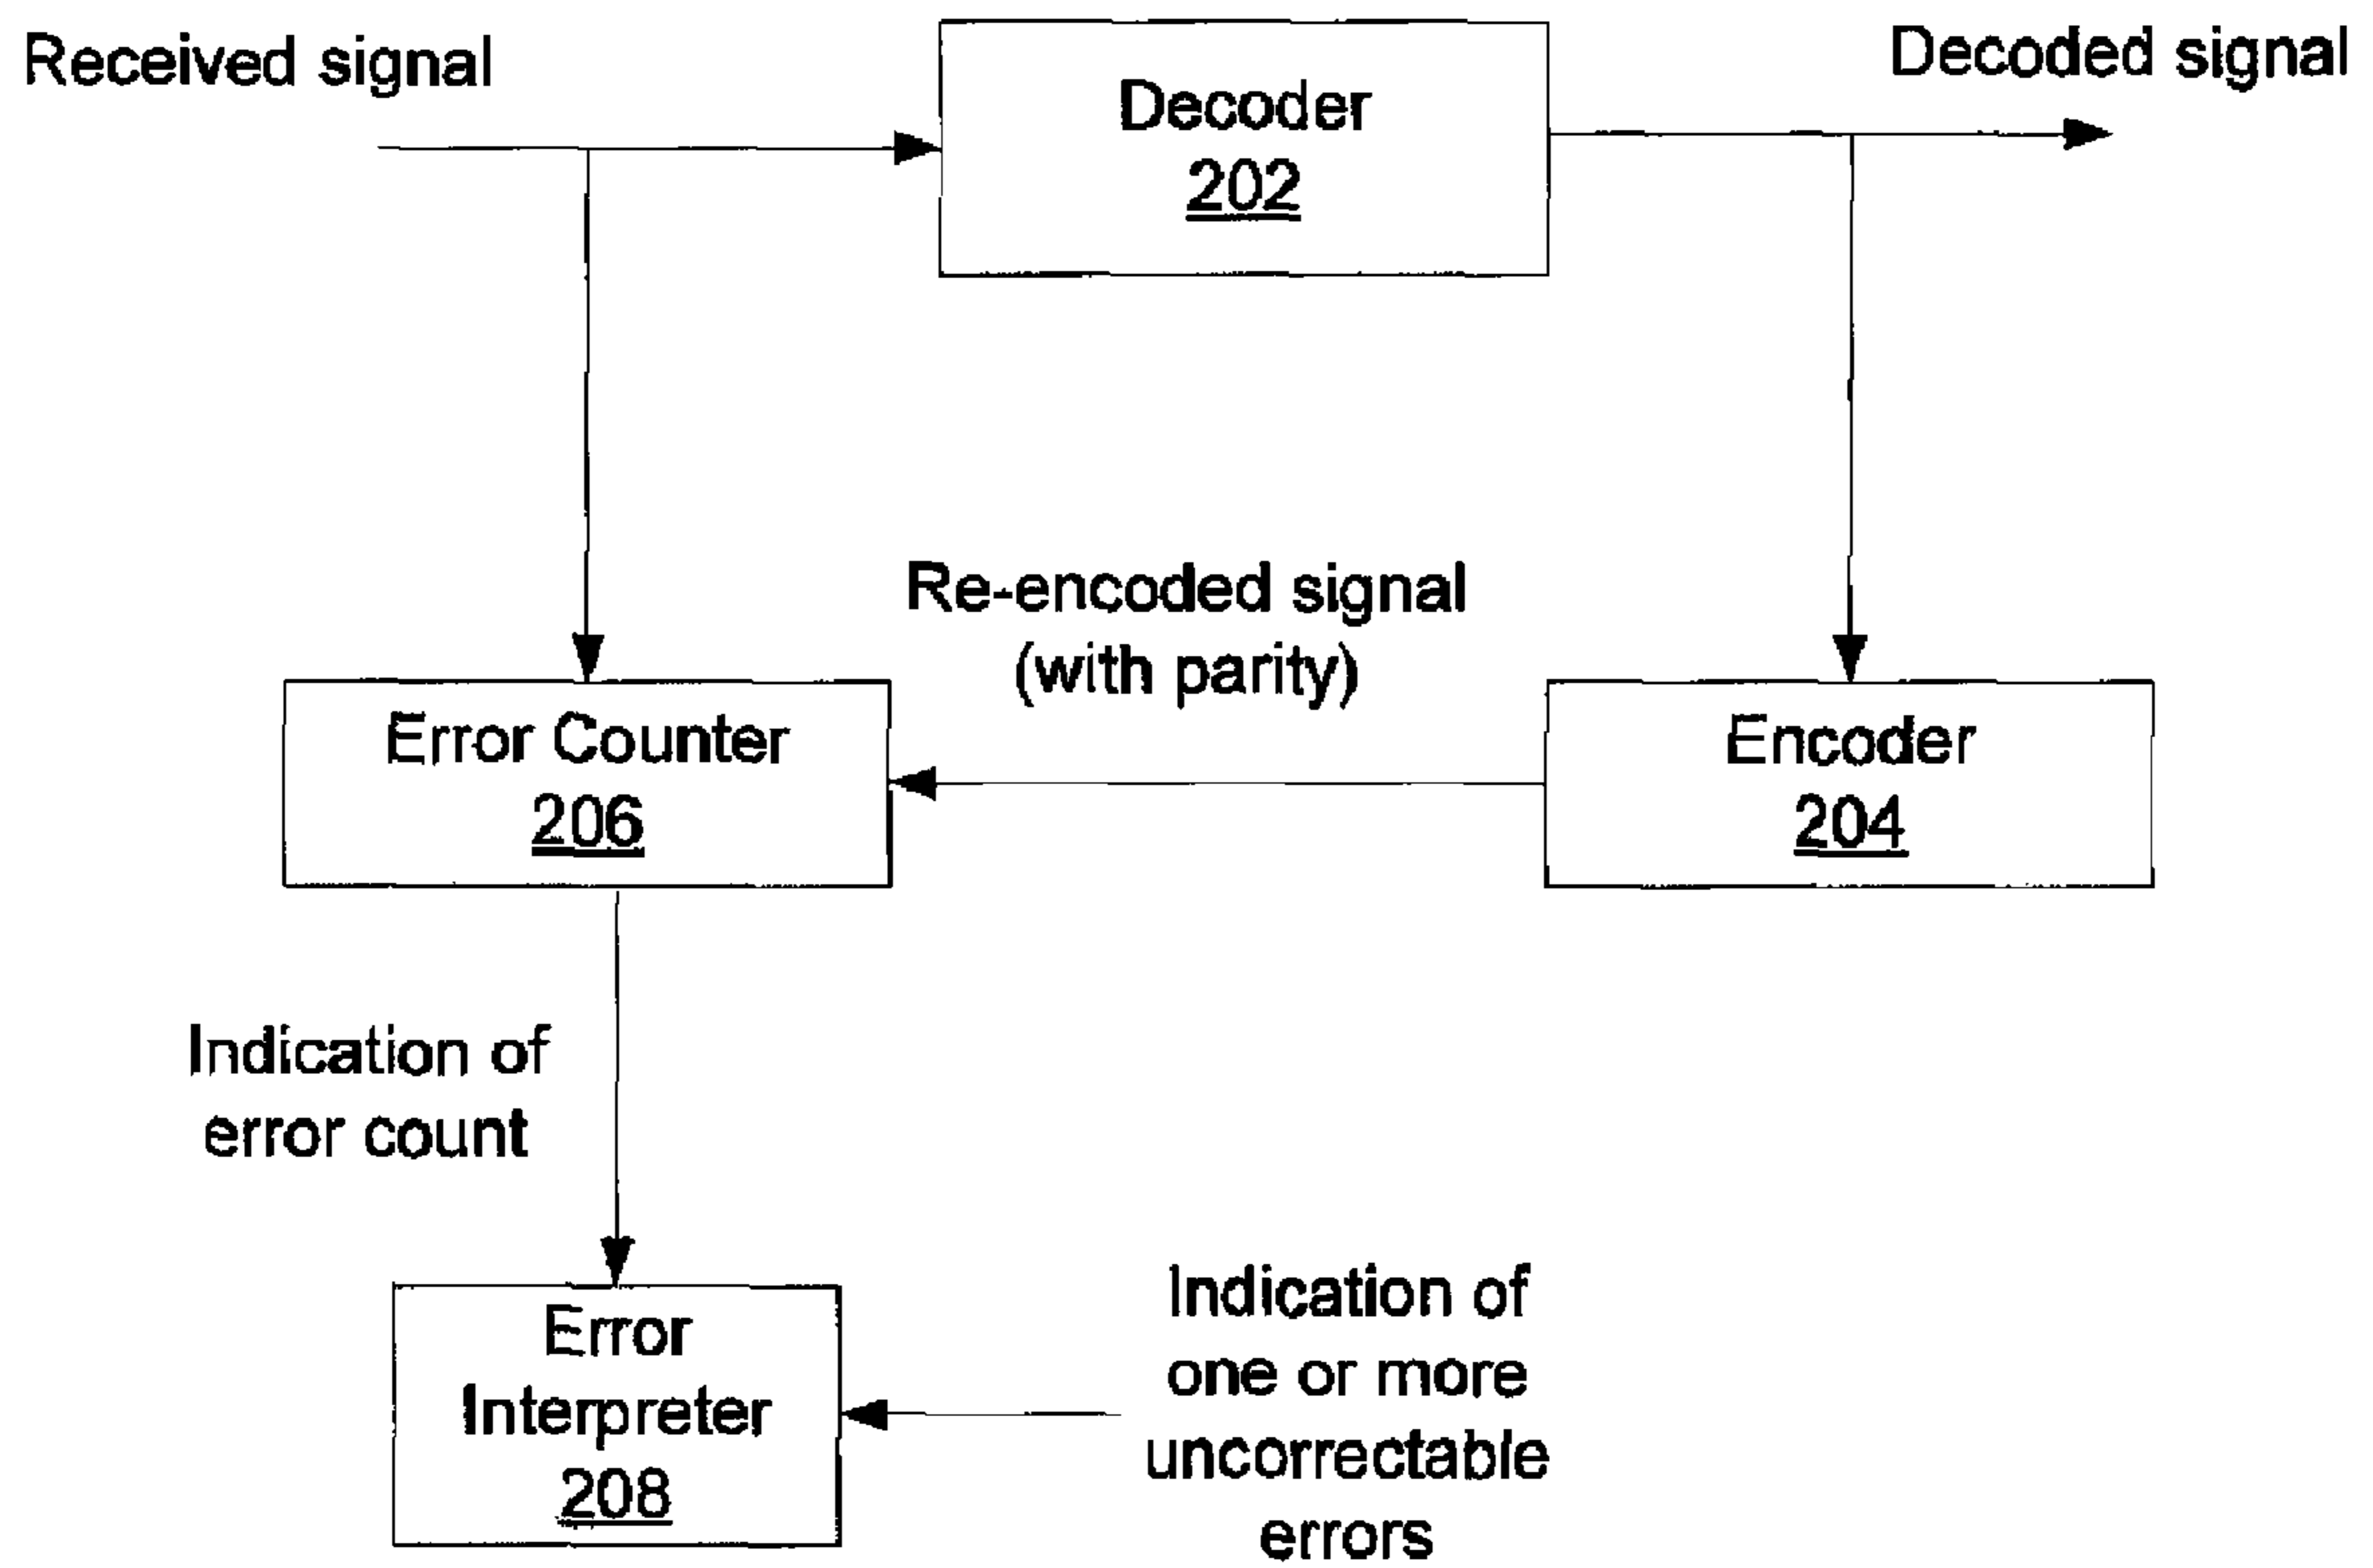 Received signal
Decoder
202
Decoded signal
Re-encoded signal
(with parity)
Error Counter
206
Encoder
204
Indication of
error count
Error
Interpreter
208
Indication of
one or more
uncorrectable
errors